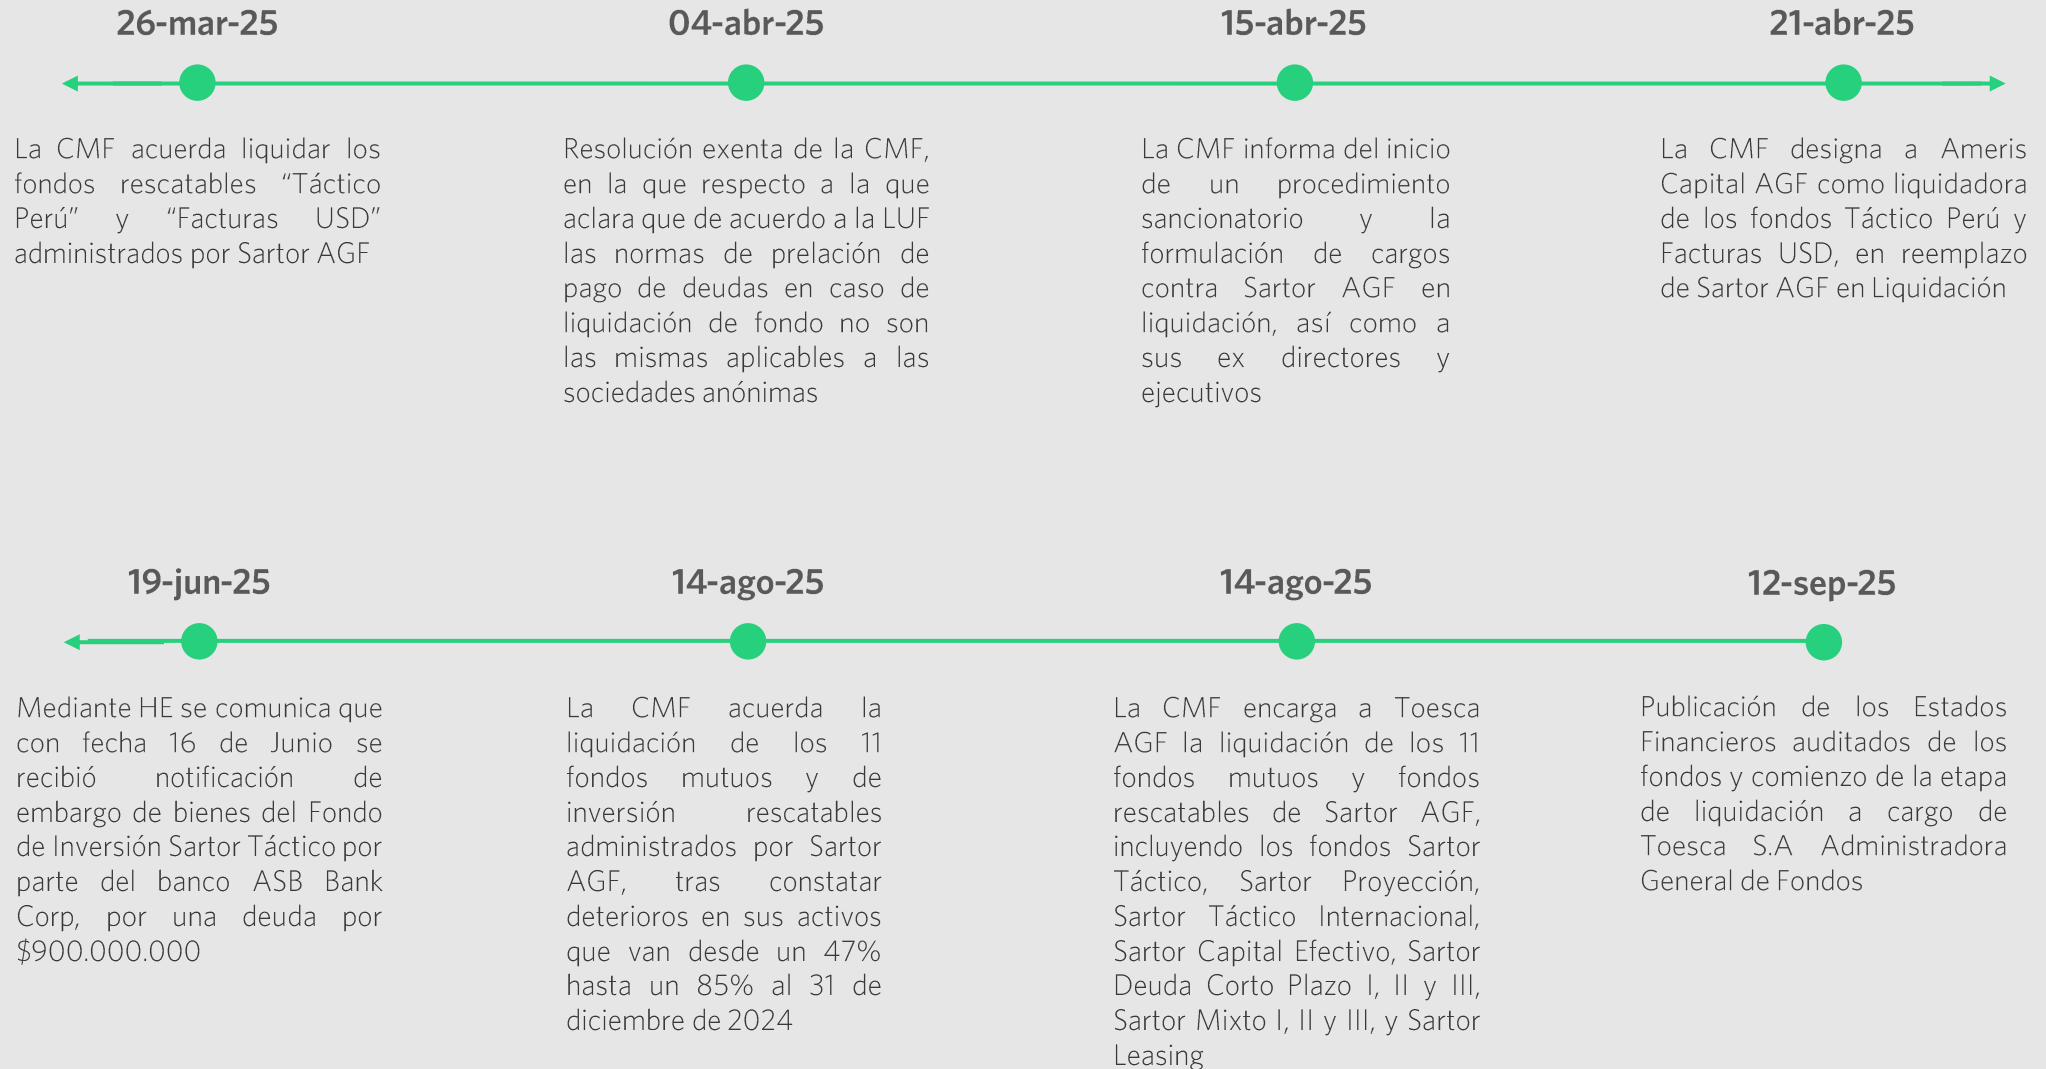 26-mar-25
La CMF acuerda liquidar los
fondos rescatables “Táctico
Perú” y “Facturas USD”
administrados por Sartor AGF
04-abr-25
Resolución exenta de la CMF,
en la que respecto a la que
aclara que de acuerdo a la LUF
las normas de prelación de
pago de deudas en caso de
liquidación de fondo no son
las mismas aplicables a las
sociedades anónimas
15-abr-25
La CMF informa del inicio
de un procedimiento
sancionatorio y la
formulación de cargos
contra Sartor AGF en
liquidación, así como a
sus ex directores y
ejecutivos
21-abr-25
La CMF designa a Ameris
Capital AGF como liquidadora
de los fondos Táctico Perú y
Facturas USD, en reemplazo
de Sartor AGF en Liquidación
19-jun-25
Mediante HE se comunica que
con fecha 16 de Junio se
recibió notificación de
embargo de bienes del Fondo
de Inversión Sartor Táctico por
parte del banco ASB Bank
Corp, por una deuda por
$900.000.000
14-ago-25
La CMF acuerda la
liquidación de los 11
fondos mutuos y de
inversión rescatables
administrados por Sartor
AGF, tras constatar
deterioros en sus activos
que van desde un 47%
hasta un 85% al 31 de
diciembre de 2024
14-ago-25
La CMF encarga a Toesca
AGF la liquidación de los 11
fondos mutuos y fondos
rescatables de Sartor AGF,
incluyendo los fondos Sartor
Táctico, Sartor Proyección,
Sartor Táctico Internacional,
Sartor Capital Efectivo, Sartor
Deuda Corto Plazo I, II y III,
Sartor Mixto I, II y III, y Sartor
Leasing
12-sep-25
Publicación de los Estados
Financieros auditados de los
fondos y comienzo de la etapa
de liquidación a cargo de
Toesca S.A Administradora
General de Fondos